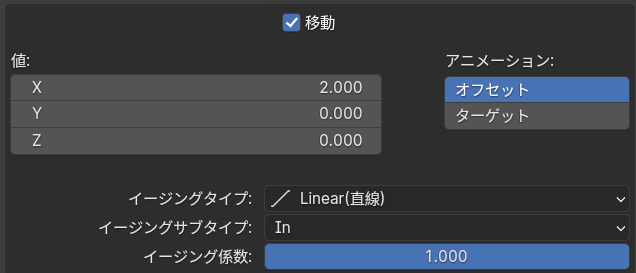 移動
値:
アニメーション:
X 2.000
オフセット
Y 0.000
ターゲット
Z 0.000
イージングタイプ: Linear(直線)
イージングサブタイプ: In
イージング係数: 1.000